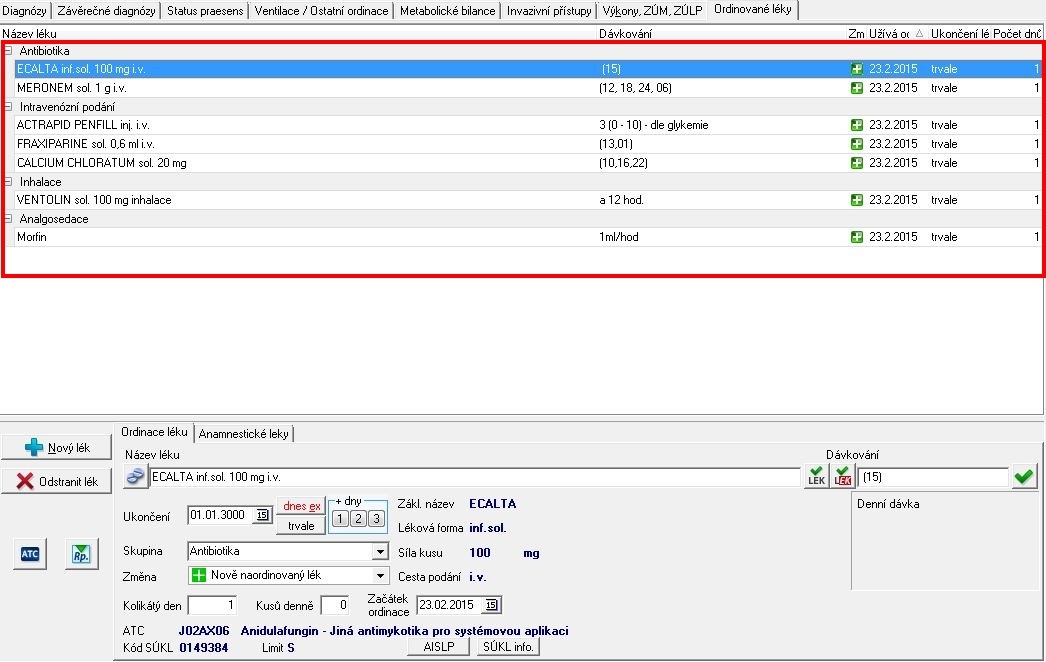 Diagnózy Závěrečné diagnózy Status praesens Ventilace / Ostatní ordinace Metabolické bilance Invazivní přístupy Výkony, ZÚM, ZÚLP Ordinované léky
Název léku Dávkování Zm Užívá oc Ukončení lé Počet dnů
Antibiotika
ECALTA inf.sol. 100 mg i.v. (15) 23.2.2015 trvale 1
MERONEM sol. 1 g i.v. (12, 18, 24, 06) 23.2.2015 trvale 1
Intravenózní podání
ACTRAPID PENFILL inj. i.v. 3 (0 - 10) - dle glykemie 23.2.2015 trvale 1
FRAXIPARINE sol. 0,6 ml i.v. (13,01) 23.2.2015 trvale 1
CALCIUM CHLORATUM sol. 20 mg (10,16,22) 23.2.2015 trvale 1
Inhalace
VENTOLIN sol. 100 mg inhalace a 12 hod. 23.2.2015 trvale 1
Analgosedace
Morfin 1ml/hod 23.2.2015 trvale 1
Ordinace léku Anamnestické leky
Nový lék
Název léku Dávkování
Odstranit lék
ECALTA inf.sol. 100 mg i.v. LEK LEK (15)
Denní dávka
Ukončení 01.01.3000 15 dnes ex trvale + dny 1 2 3
Zákl. název ECALTA
Léková forma inf.sol.
Skupina Antibiotika Síla kusu 100 mg
ATC Rp.
Změna Nově naordinovaný lék Cesta podání i.v.
Kolikátý den 1 Kusů denně 0 Začátek ordinace 23.02.2015 15
ATC J02AX06 Anidulafungin - Jiná antimykotika pro systémovou aplikaci
Kód SÚKL 0149384 Limit S AISLP SÚKL info.